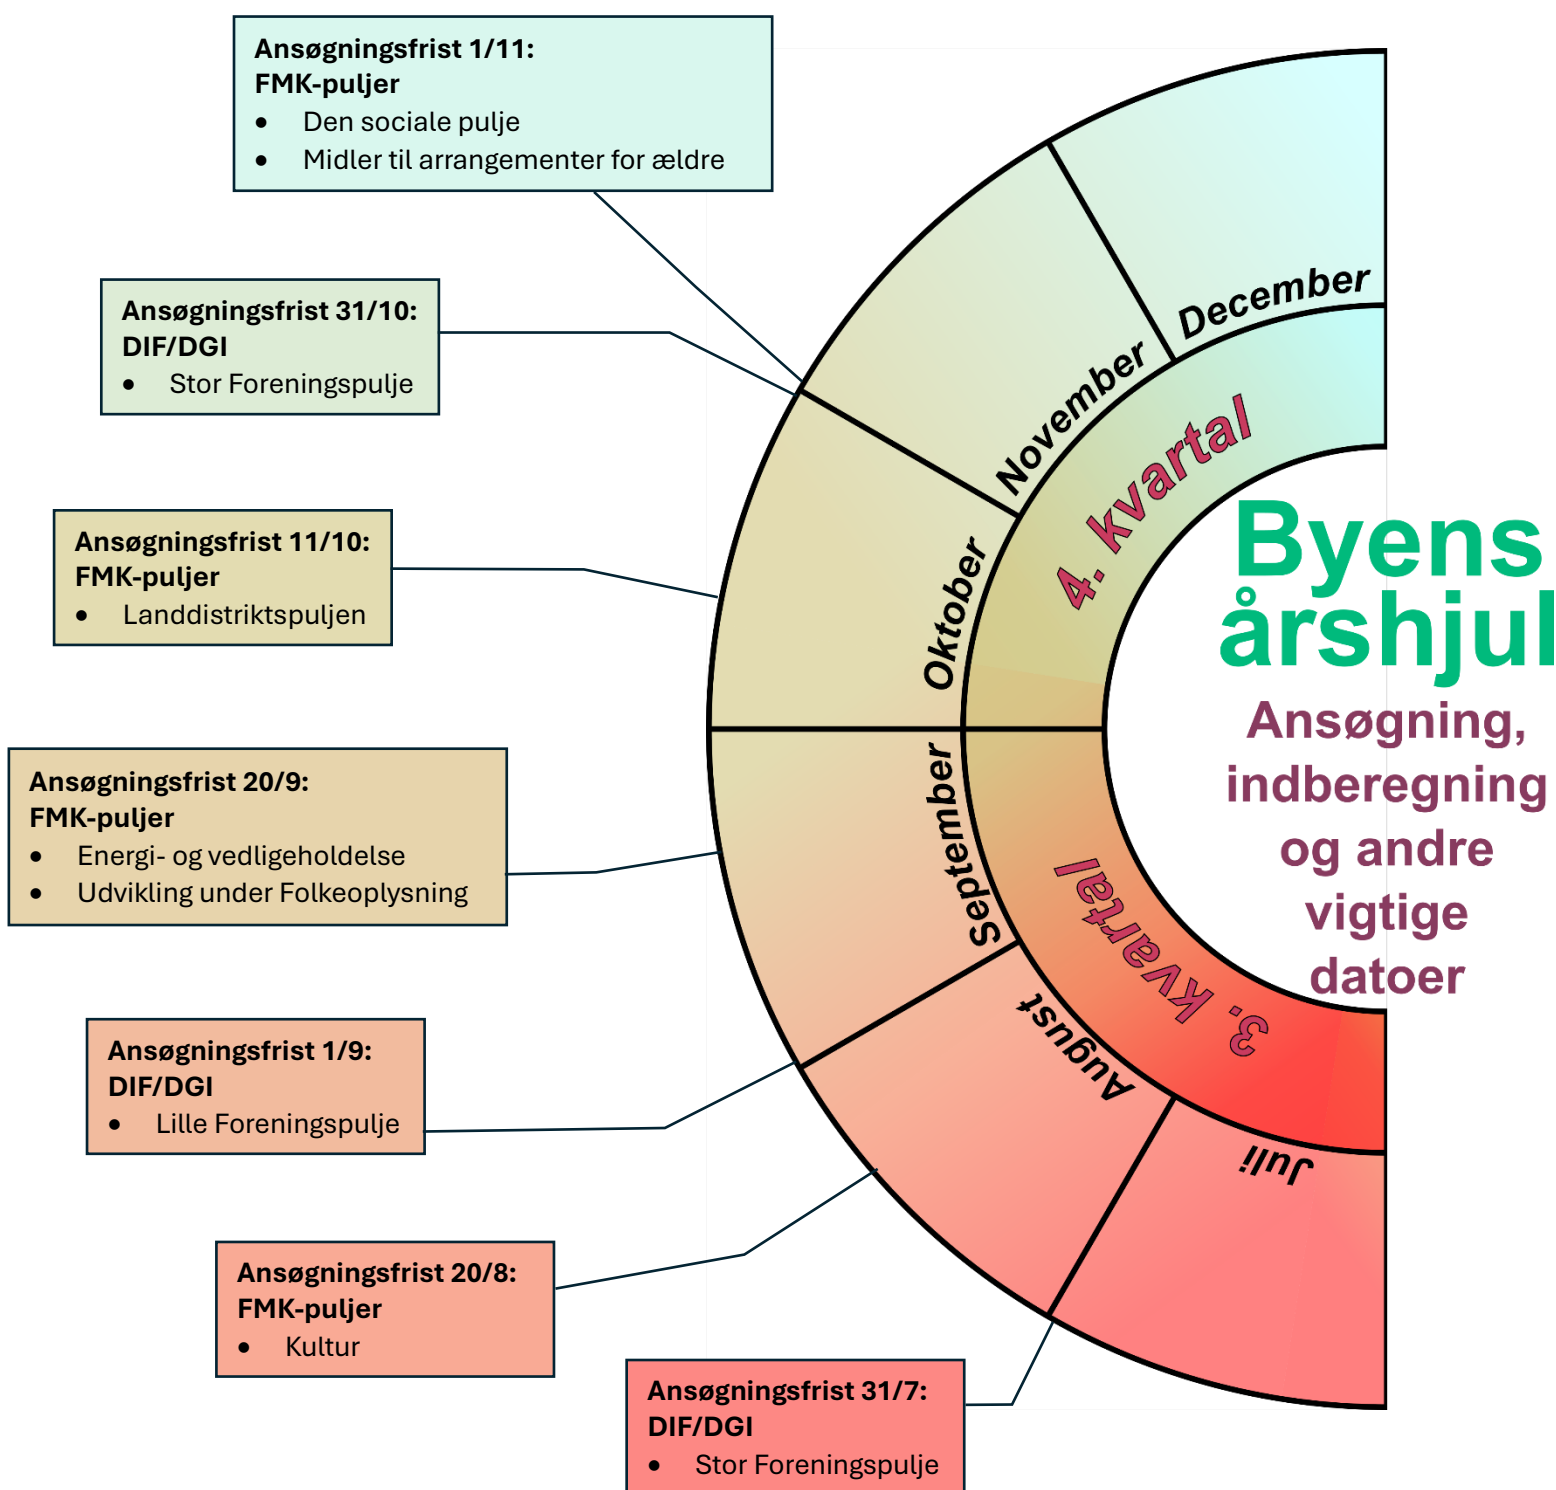 Ansøgningsfrist 1/11:
FMK-puljer
• Den sociale pulje
• Midler til arrangementer for ældre
Ansøgningsfrist 31/10:
DIF/DGI
• Stor Foreningspulje
Ansøgningsfrist 11/10:
FMK-puljer
• Landdistriktspuljen
Ansøgningsfrist 20/9:
FMK-puljer
• Energi- og vedligeholdelse
• Udvikling under Folkeoplysning
Ansøgningsfrist 1/9:
DIF/DGI
• Lille Foreningspulje
Ansøgningsfrist 20/8:
FMK-puljer
• Kultur
Ansøgningsfrist 31/7:
DIF/DGI
• Stor Foreningspulje
December
November
Oktober
September
August
Juli
4. kvartal
3. kvartal
Byens
årshjul
Ansøgning,
indberegning
og andre
vigtige
datoer